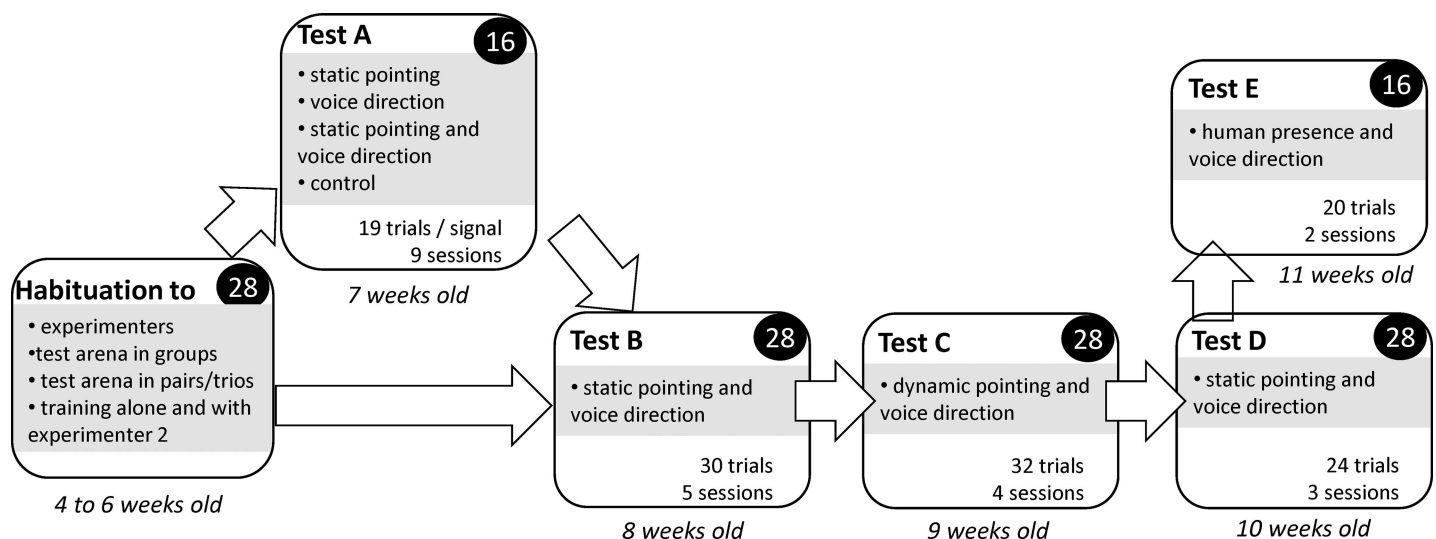 Habituation to
28
• experimenters
•test arena in groups
• test arena in pairs/trios
• training alone and with
experimenter 2
4 to 6 weeks old
Test A
16
• static pointing
• voice direction
• static pointing and
voice direction
• control
19 trials / signal
9 sessions
7 weeks old
Test B
28
• static pointing and
voice direction
30 trials
5 sessions
8 weeks old
Test C
28
• dynamic pointing and
voice direction
32 trials
4 sessions
9 weeks old
Test D
28
• static pointing and
voice direction
24 trials
3 sessions
10 weeks old
Test E
16
• human presence and
voice direction
20 trials
2 sessions
11 weeks old